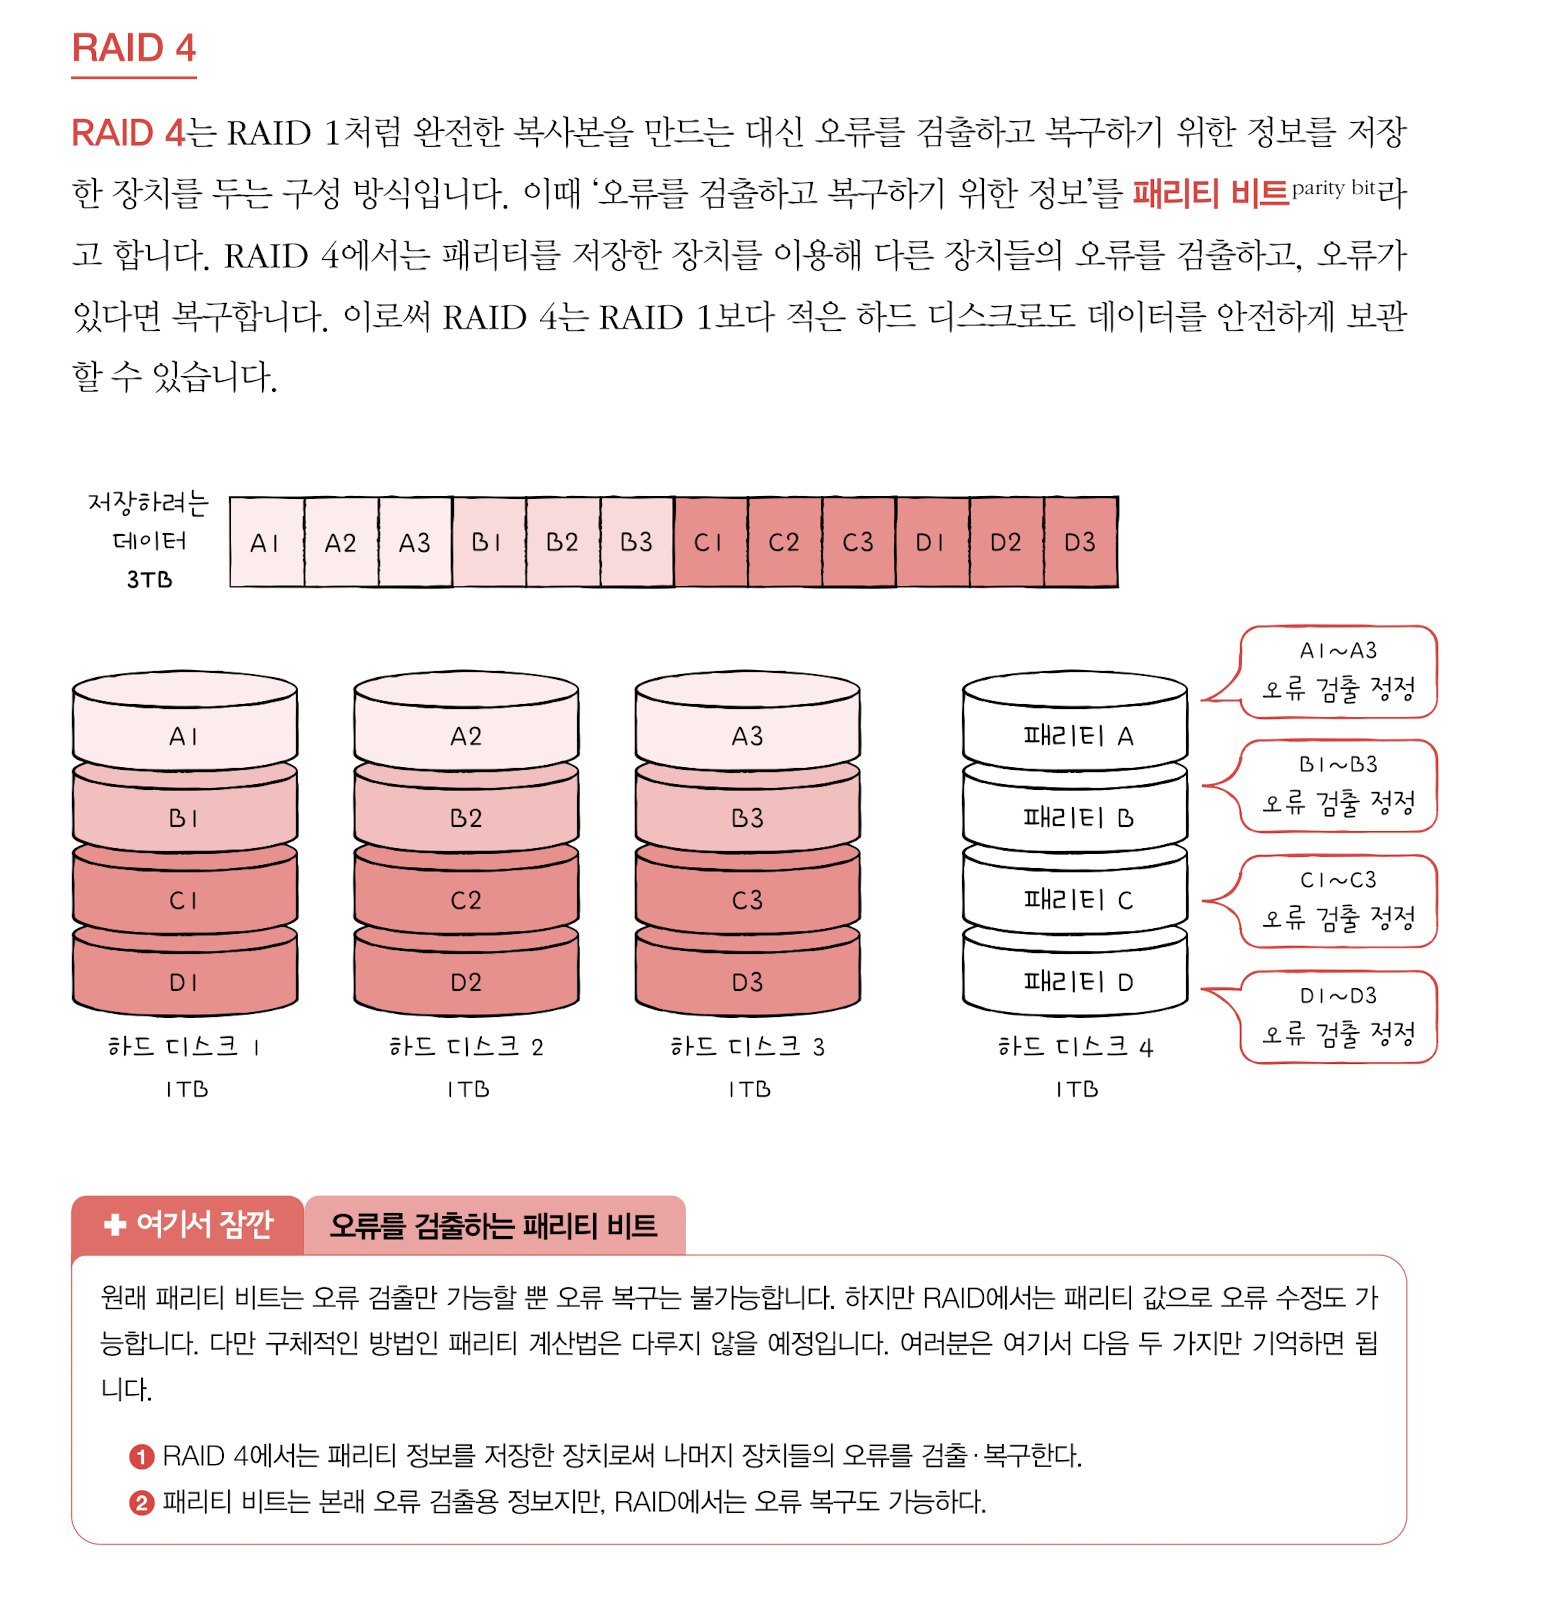 RAID 4
RAID 4는 RAID 1처럼 완전한 복사본을 만드는 대신 오류를 검출하고 복구하기 위한 정보를 저장
한 장치를 두는 구성 방식입니다. 이때 ‘오류를 검출하고 복구하기 위한 정보’를 패리티 비트parity bit라
고 합니다. RAID 4에서는 패리티를 저장한 장치를 이용해 다른 장치들의 오류를 검출하고, 오류가
있다면 복구합니다. 이로써 RAID 4는 RAID 1보다 적은 하드 디스크로도 데이터를 안전하게 보관
할 수 있습니다.
저장하려는
데이터
3TB
A1 A2 A3 B1 B2 B3 C1 C2 C3 D1 D2 D3
A1~A3
오류 검출 정정
A1 A2 A3 패리티 A
B1~B3
오류 검출 정정
B1 B2 B3 패리티 B
C1~C3
오류 검출 정정
C1 C2 C3 패리티 C
D1~D3
오류 검출 정정
D1 D2 D3 패리티 D
하드 디스크 1 하드 디스크 2 하드 디스크 3 하드 디스크 4
1TB 1TB 1TB 1TB
✚ 여기서 잠깐 오류를 검출하는 패리티 비트
원래 패리티 비트는 오류 검출만 가능할 뿐 오류 복구는 불가능합니다. 하지만 RAID에서는 패리티 값으로 오류 수정도 가
능합니다. 다만 구체적인 방법인 패리티 계산법은 다루지 않을 예정입니다. 여러분은 여기서 다음 두 가지만 기억하면 됩
니다.
❶ RAID 4에서는 패리티 정보를 저장한 장치로써 나머지 장치들의 오류를 검출·복구한다.
❷ 패리티 비트는 본래 오류 검출용 정보지만, RAID에서는 오류 복구도 가능하다.